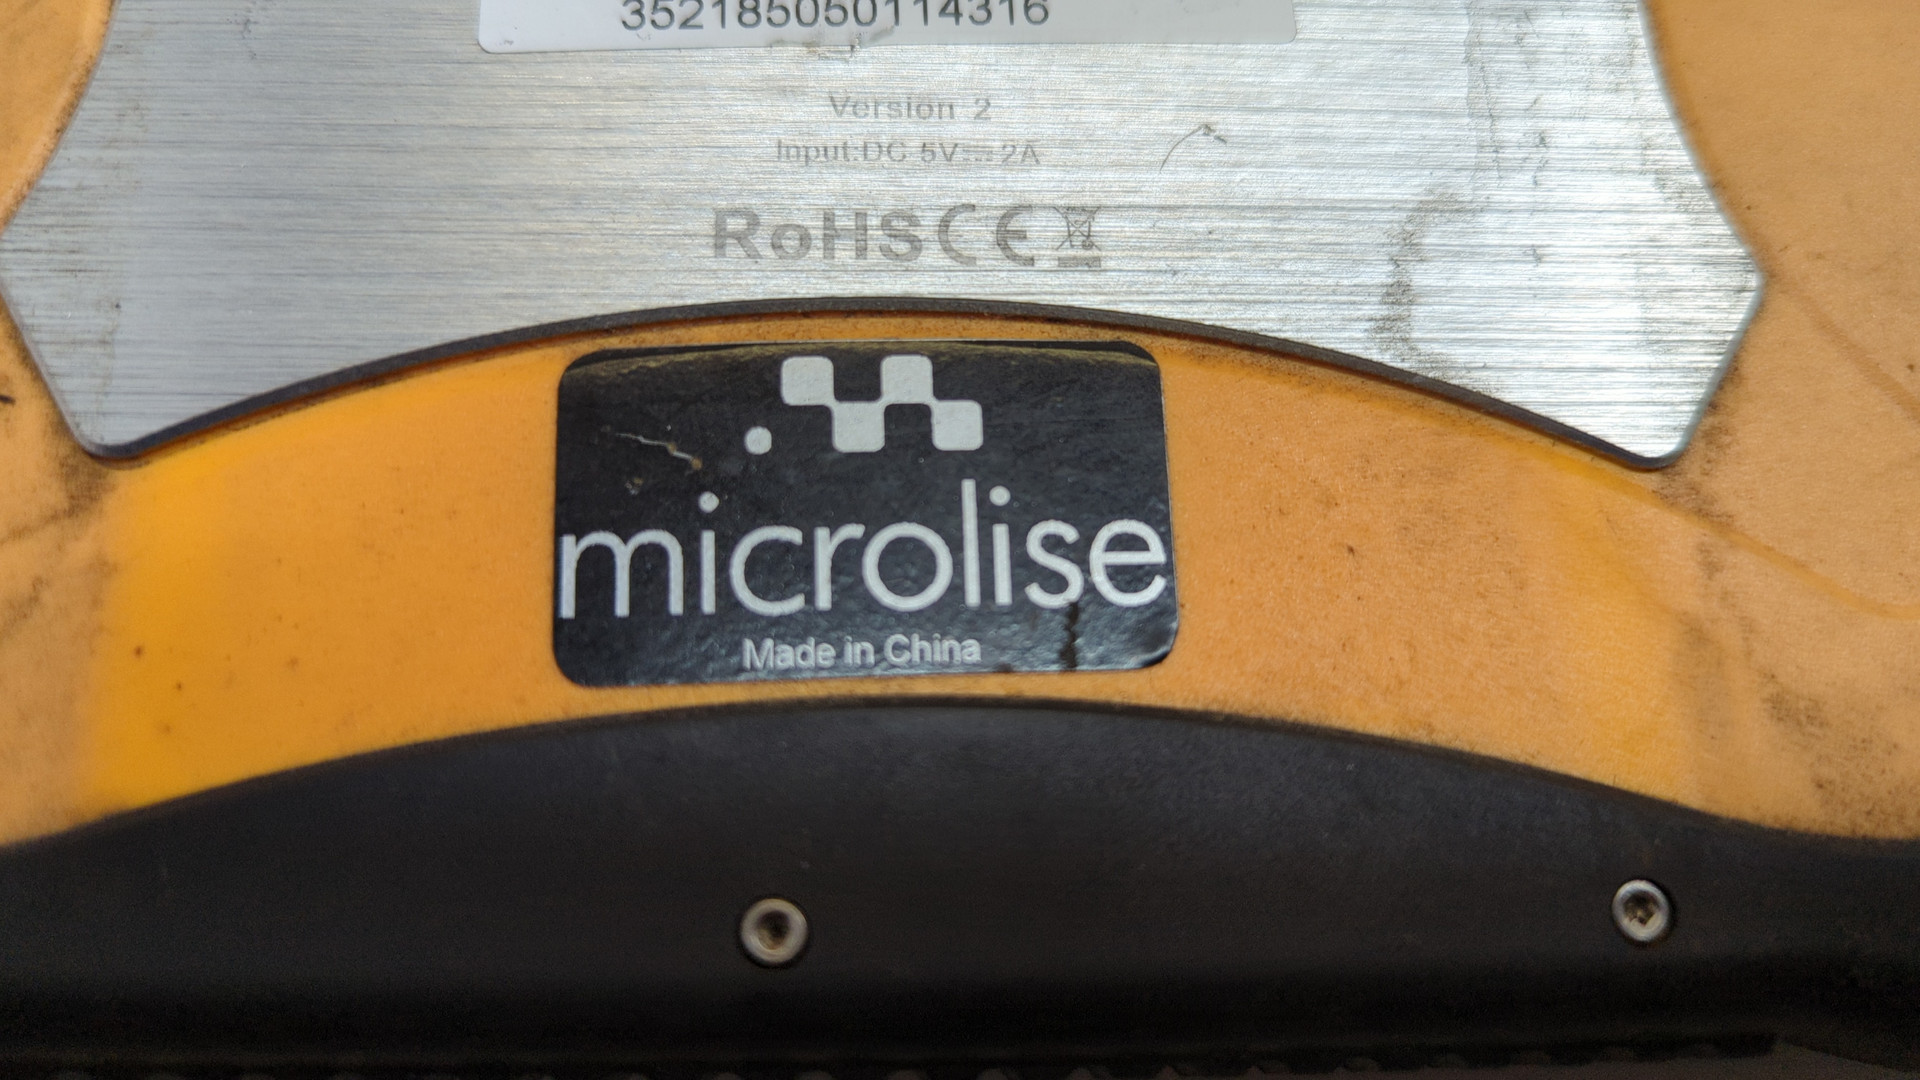 352185050114316
Version 2
Input:DC 5V⎓2A
RoHS CE
microlise
Made in China